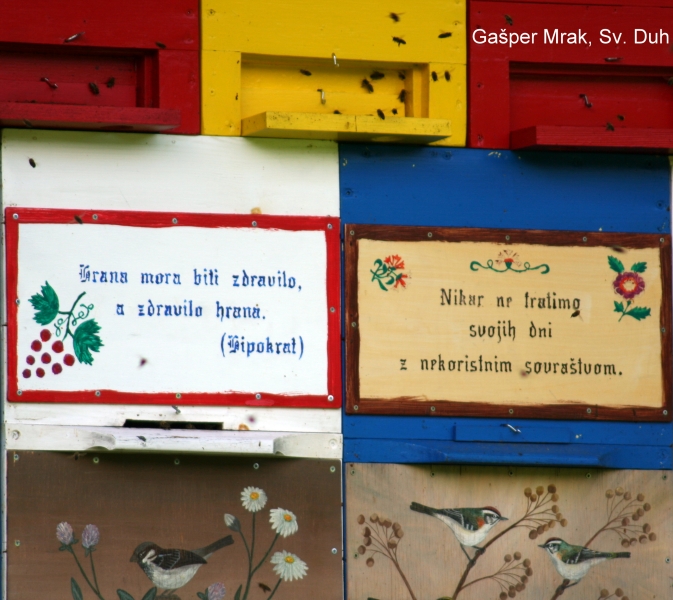 Gašper Mrak, Sv. Duh
Hrana mora biti zdravilo,
a zdravilo hrana.
(Hipokrat)
Nikar ne tratimo
svojih dni
z nekoristnim sovraštvom.